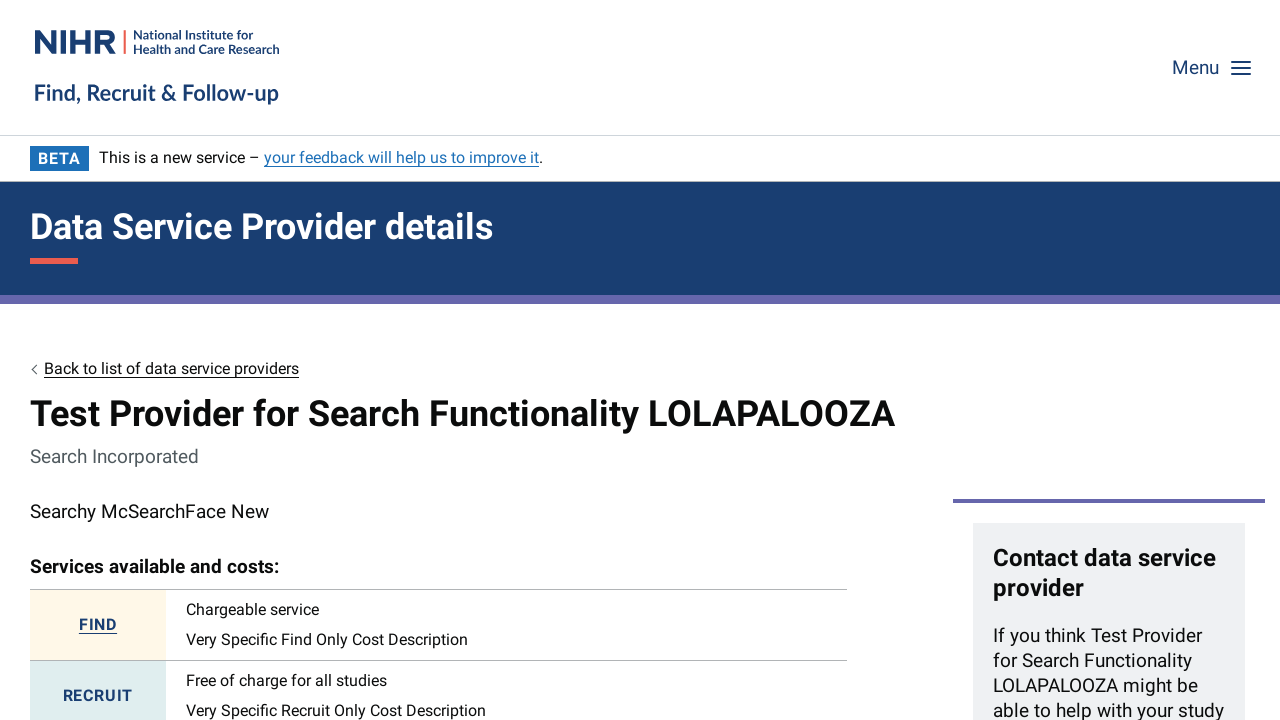 NIHR | National Institute for
Health and Care Research
Find, Recruit & Follow-up
Menu
BETA This is a new service – your feedback will help us to improve it.
Data Service Provider details
Back to list of data service providers
Test Provider for Search Functionality LOLAPALOOZA
Search Incorporated
Searchy McSearchFace New
Services available and costs:
FIND
Chargeable service
Very Specific Find Only Cost Description
RECRUIT
Free of charge for all studies
Very Specific Recruit Only Cost Description
Contact data service
provider
If you think Test Provider
for Search Functionality
LOLAPALOOZA might be
able to help with your study